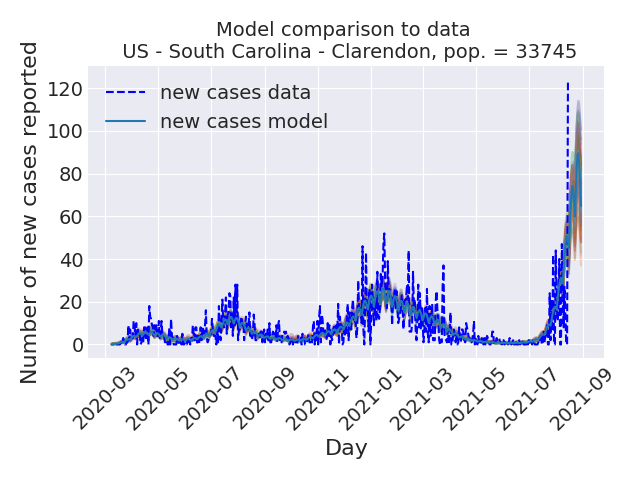 Model comparison to data
US - South Carolina - Clarendon, pop. = 33745
Number of new cases reported
120
100
80
60
40
20
0
new cases data
new cases model
2020-03
2020-05
2020-07
2020-09
2020-11
2021-01
2021-03
2021-05
2021-07
2021-09
Day